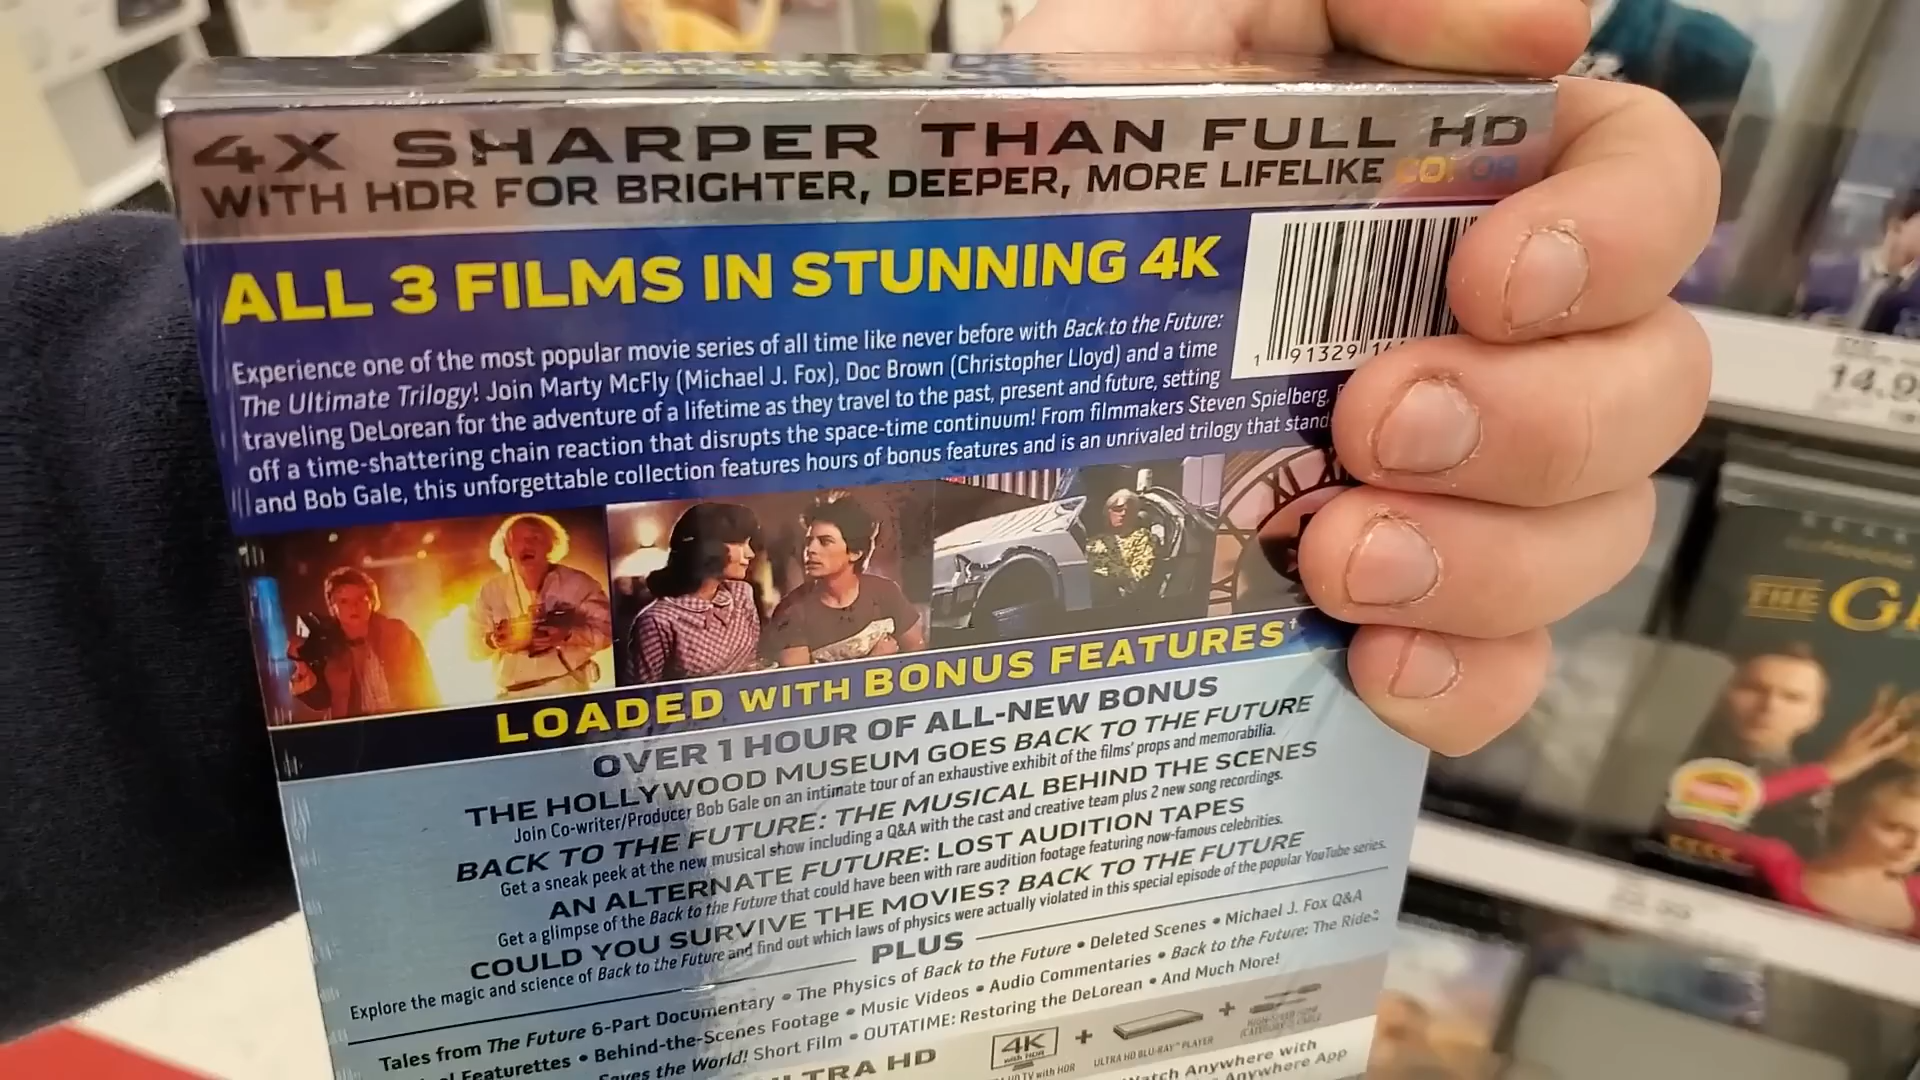 4X SHARPER THAN FULL HD
WITH HDR FOR BRIGHTER, DEEPER, MORE LIFELIKE COLOR
ALL 3 FILMS IN STUNNING 4K
Experience one of the most popular movie series of all time like never before with Back to the Future:
The Ultimate Trilogy! Join Marty McFly (Michael J. Fox), Doc Brown (Christopher Lloyd) and a time
traveling DeLorean for the adventure of a lifetime as they travel to the past, present and future, setting
off a time-shattering chain reaction that disrupts the space-time continuum! From filmmakers Steven Spielberg,
and Bob Gale, this unforgettable collection features hours of bonus features and is an unrivaled trilogy that stand
1 91329
XI
LOADED WITH BONUS FEATURES†
OVER 1 HOUR OF ALL-NEW BONUS
THE HOLLYWOOD MUSEUM GOES BACK TO THE FUTURE
Join Co-writer/Producer Bob Gale on an intimate tour of an exhaustive exhibit of the films' props and memorabilia.
BACK TO THE FUTURE: THE MUSICAL BEHIND THE SCENES
Get a sneak peek at the new musical show including a Q&A with the cast and creative team plus 2 new song recordings.
AN ALTERNATE FUTURE: LOST AUDITION TAPES
Get a glimpse of the Back to the Future that could have been with rare audition footage featuring now-famous celebrities.
COULD YOU SURVIVE THE MOVIES? BACK TO THE FUTURE
Explore the magic and science of Back to the Future and find out which laws of physics were actually violated in this special episode of the popular YouTube series.
PLUS
Tales from The Future 6-Part Documentary • The Physics of Back to the Future • Deleted Scenes • Michael J. Fox Q&A
Featurettes • Behind-the-Scenes Footage • Music Videos • Audio Commentaries • Back to the Future: The Ride
Saves the World! Short Film • OUTATIME: Restoring the DeLorean • And Much More!
ULTRA HD
4K
with HDR
+
+
TV with HDR
ULTRA HD BLU-RAY™ PLAYER
Watch Anywhere with
Anywhere App
14.9
THE G